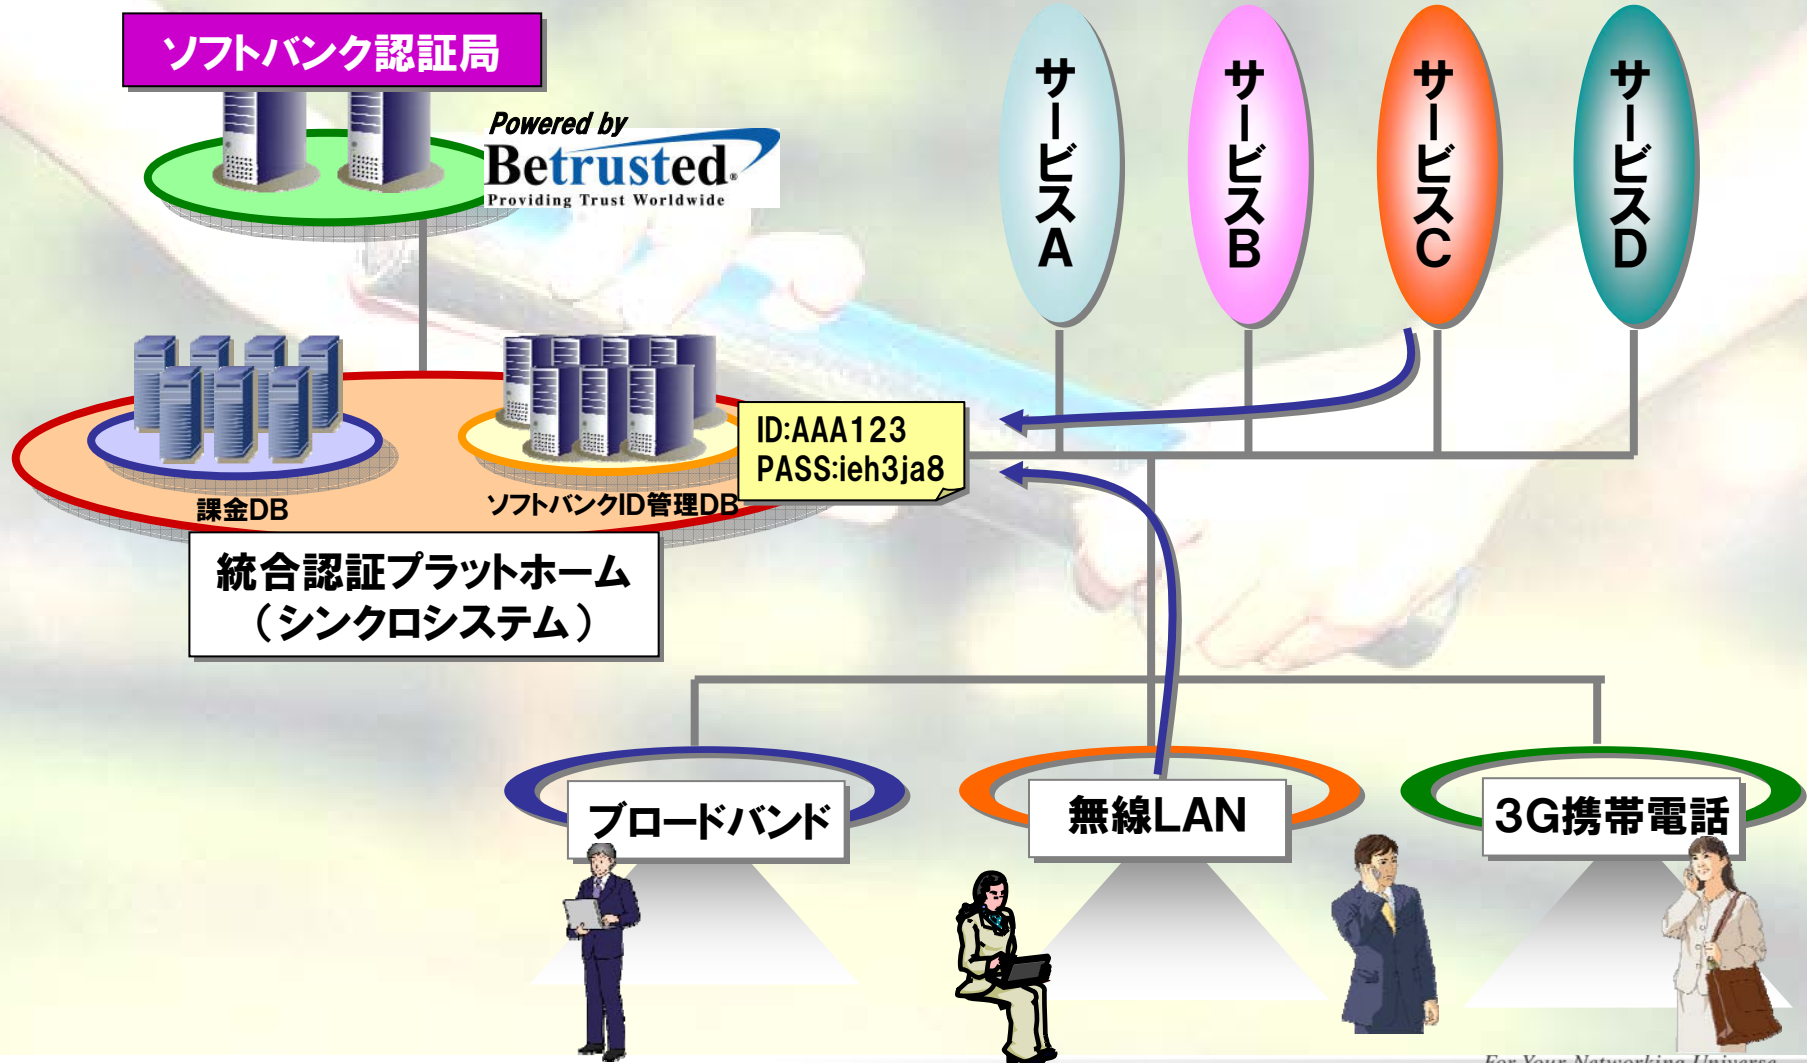 ソフトバンク認証局
Powered by
Betrusted®
Providing Trust Worldwide
サービスA
サービスB
サービスC
サービスD
ID:AAA123
PASS:ieh3ja8
課金DB
ソフトバンクID管理DB
統合認証プラットホーム
（シンクロシステム）
ブロードバンド
無線LAN
3G携帯電話
For Your Networking Universe